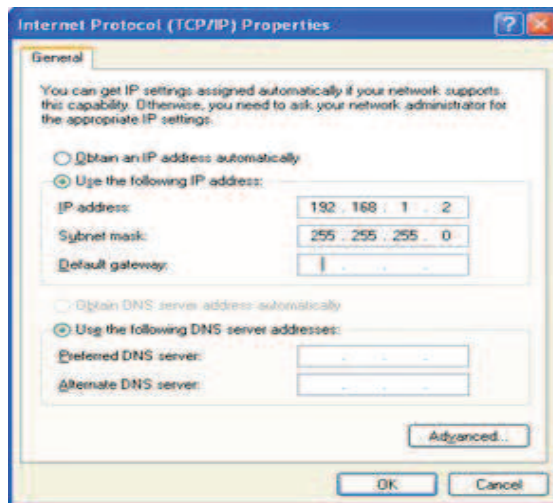 Internet Protocol (TCP/IP) Properties
General
You can get IP settings assigned automatically if your network supports
this capability. Otherwise, you need to ask your network administrator for
the appropriate IP settings.
Obtain an IP address automatically
Use the following IP address:
IP address: 192 . 168 . 1 . 2
Subnet mask: 255 . 255 . 255 . 0
Default gateway: . . .
Obtain DNS server address automatically
Use the following DNS server addresses:
Preferred DNS server: . . .
Alternate DNS server: . . .
Advanced...
OK Cancel